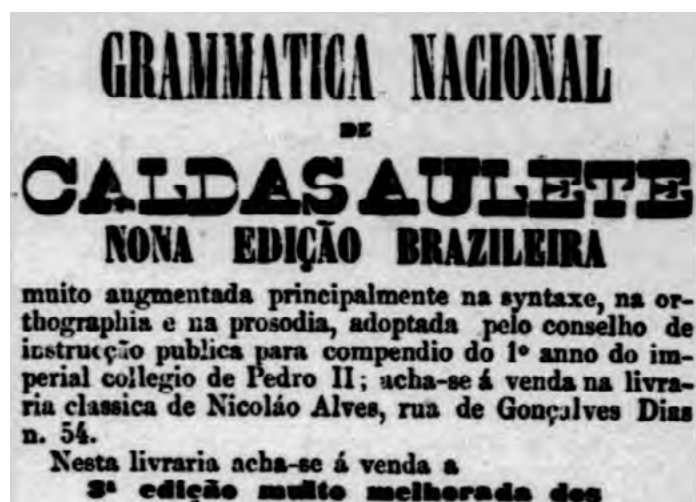 GRAMMATICA NACIONAL
DE
CALDAS AULETE
NONA EDIÇÃO BRAZILEIRA
muito augmentada principalmente na syntaxe, na or-
thographia e na prosodia, adoptada pelo conselho de
instrucção publica para compendio do 1º anno do im-
perial collegio de Pedro II; acha-se á venda na livra-
ria classica de Nicoláo Alves, rua de Gonçalves Dias
n. 54.
Nesta livraria acha-se á venda a
3ª edição muito melhorada dos